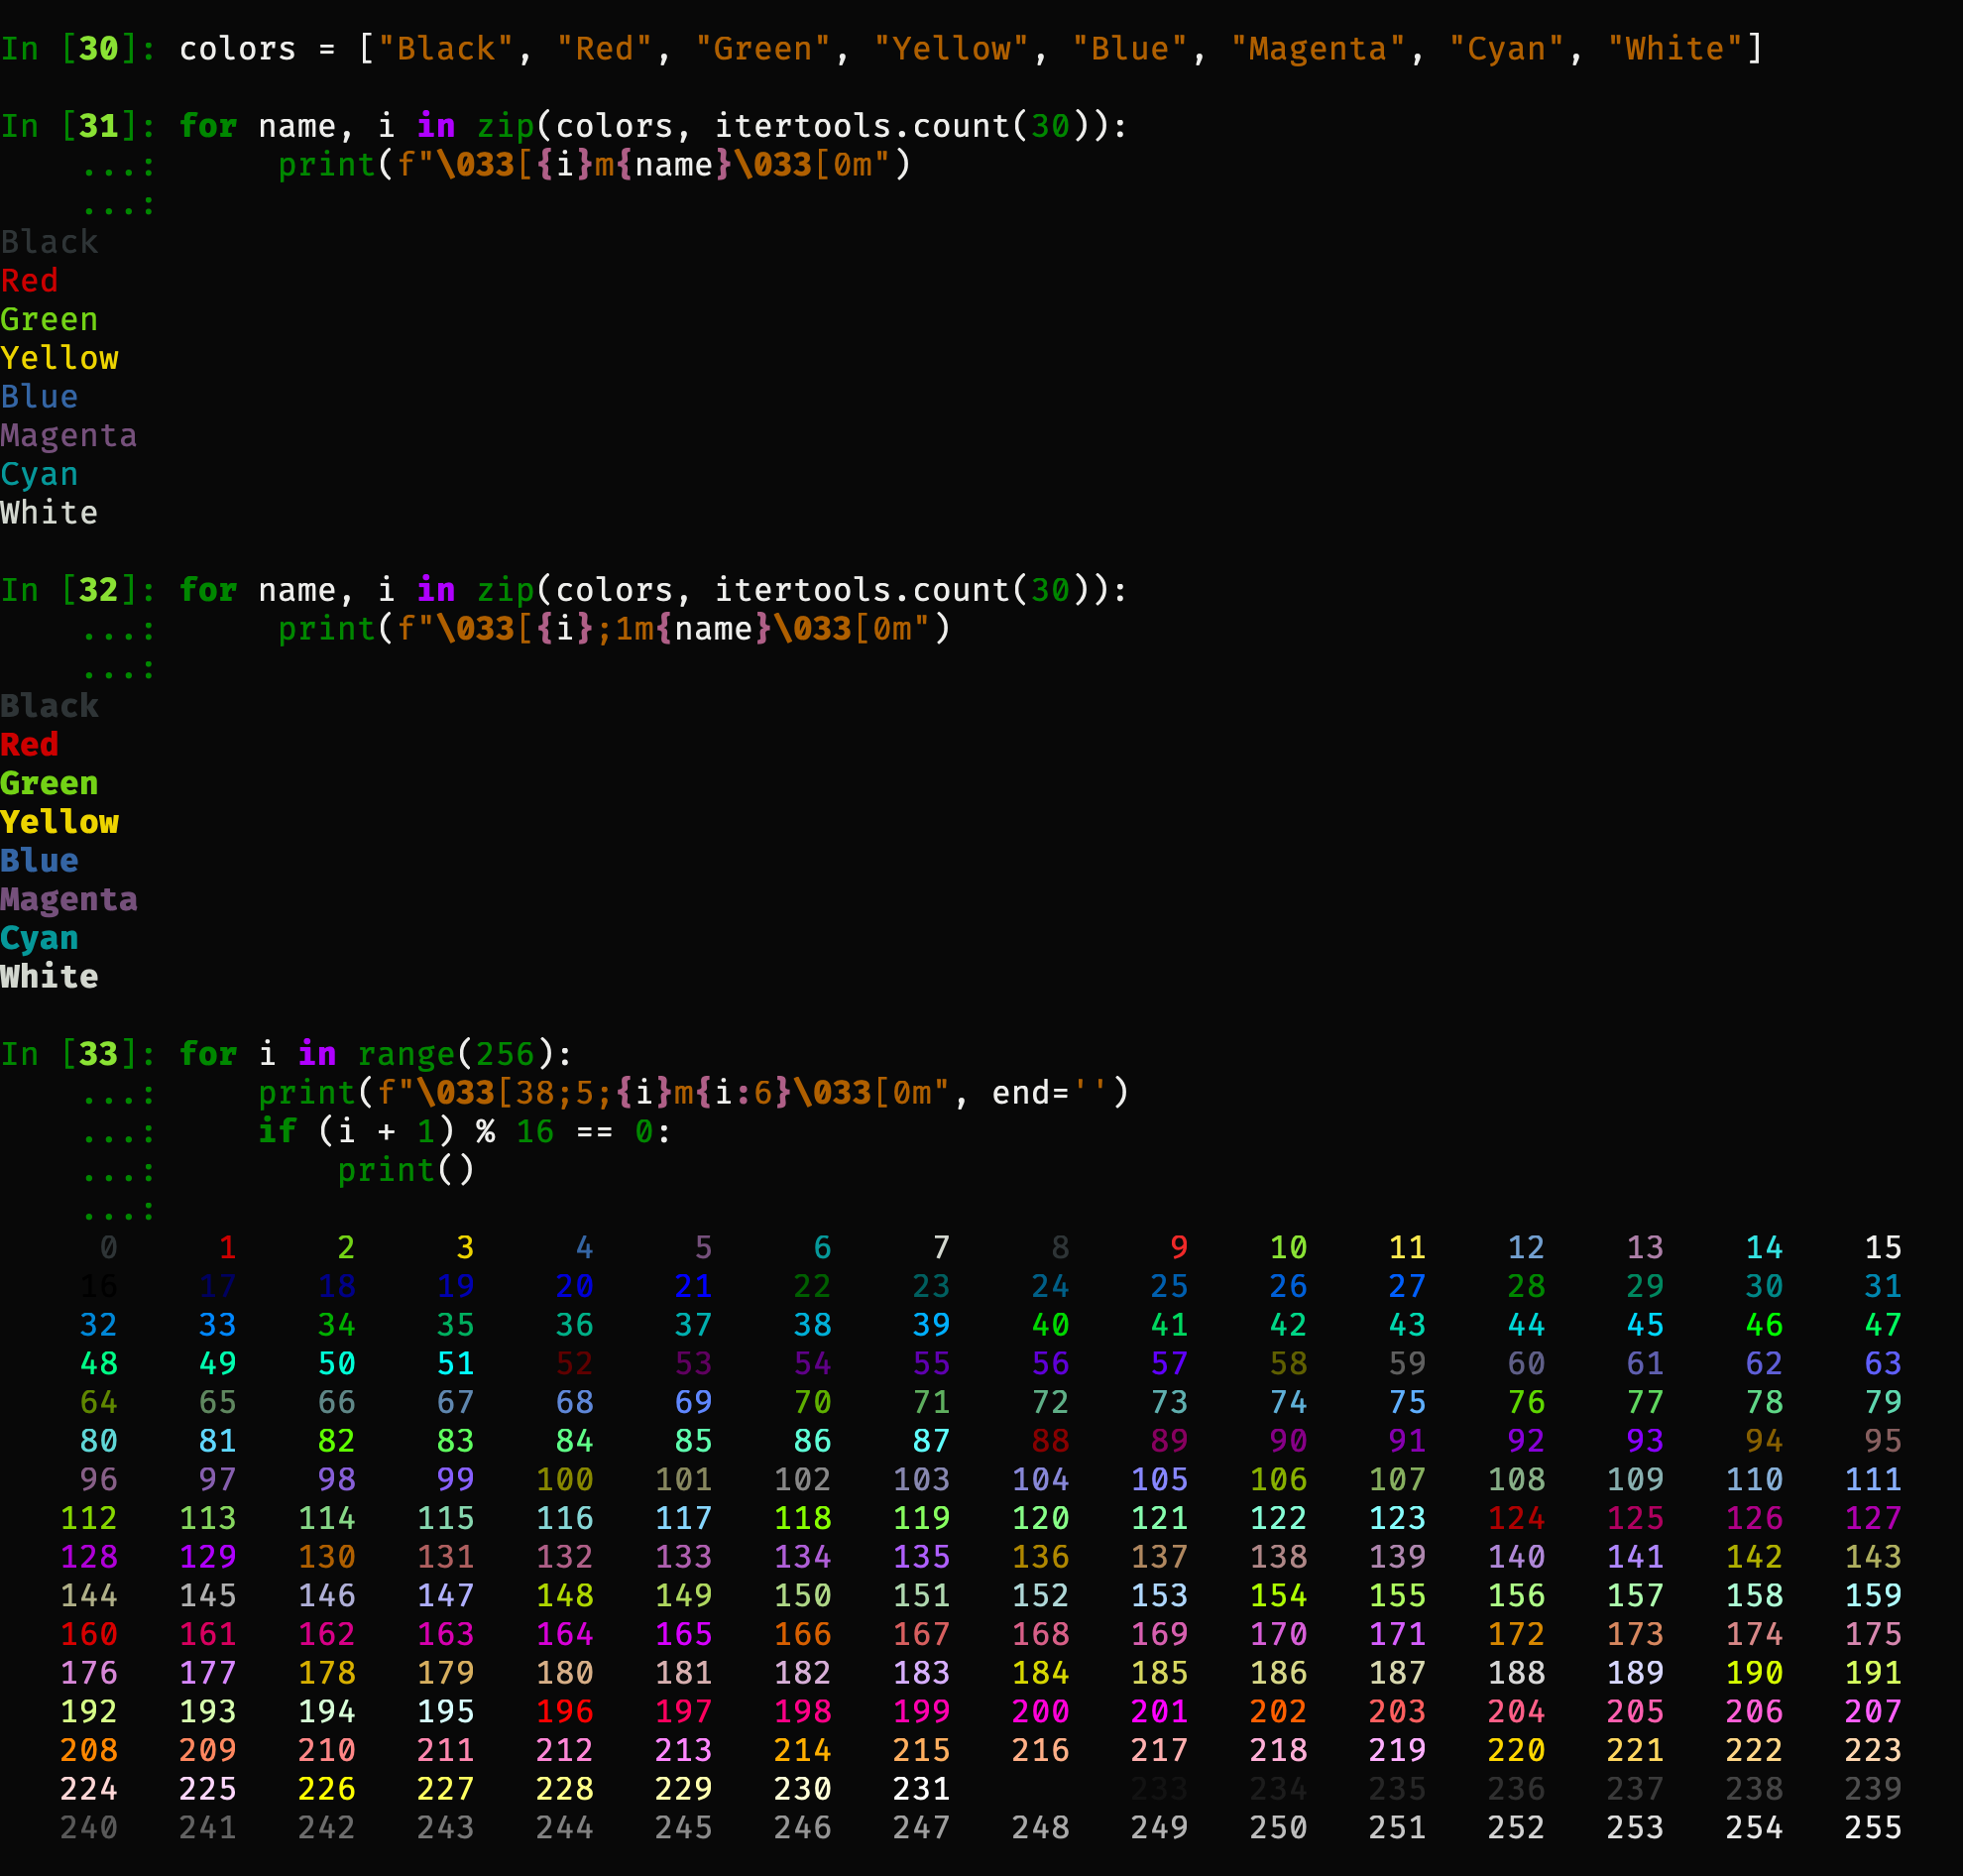 In [30]: colors = ["Black", "Red", "Green", "Yellow", "Blue", "Magenta", "Cyan", "White"]
In [31]: for name, i in zip(colors, itertools.count(30)):
    ...:      print(f"\033[{i}m{name}\033[0m")
    ...:
Black
Red
Green
Yellow
Blue
Magenta
Cyan
White
In [32]: for name, i in zip(colors, itertools.count(30)):
    ...:      print(f"\033[{i};1m{name}\033[0m")
    ...:
Black
Red
Green
Yellow
Blue
Magenta
Cyan
White
In [33]: for i in range(256):
    ...:     print(f"\033[38;5;{i}m{i:6}\033[0m", end='')
    ...:     if (i + 1) % 16 == 0:
    ...:         print()
    ...:
0 1 2 3 4 5 6 7 8 9 10 11 12 13 14 15
16 17 18 19 20 21 22 23 24 25 26 27 28 29 30 31
32 33 34 35 36 37 38 39 40 41 42 43 44 45 46 47
48 49 50 51 52 53 54 55 56 57 58 59 60 61 62 63
64 65 66 67 68 69 70 71 72 73 74 75 76 77 78 79
80 81 82 83 84 85 86 87 88 89 90 91 92 93 94 95
96 97 98 99 100 101 102 103 104 105 106 107 108 109 110 111
112 113 114 115 116 117 118 119 120 121 122 123 124 125 126 127
128 129 130 131 132 133 134 135 136 137 138 139 140 141 142 143
144 145 146 147 148 149 150 151 152 153 154 155 156 157 158 159
160 161 162 163 164 165 166 167 168 169 170 171 172 173 174 175
176 177 178 179 180 181 182 183 184 185 186 187 188 189 190 191
192 193 194 195 196 197 198 199 200 201 202 203 204 205 206 207
208 209 210 211 212 213 214 215 216 217 218 219 220 221 222 223
224 225 226 227 228 229 230 231 233 234 235 236 237 238 239
240 241 242 243 244 245 246 247 248 249 250 251 252 253 254 255